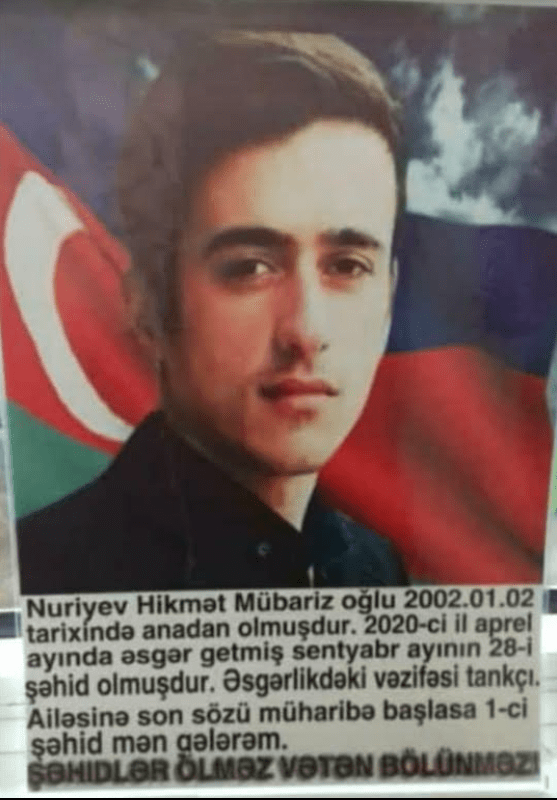 Nuriyev Hikmət Mübariz oğlu 2002.01.02
tarixində anadan olmuşdur. 2020-ci il aprel
ayında əsgər getmiş sentyabr ayının 28-i
şəhid olmuşdur. Əsgərlikdəki vəzifəsi tankçı.
Ailəsinə son sözü müharibə başlasa 1-ci
şəhid mən gələrəm.
ŞƏHIDLƏR ÖLMƏZ VƏTƏN BÖLÜNMƏZ!